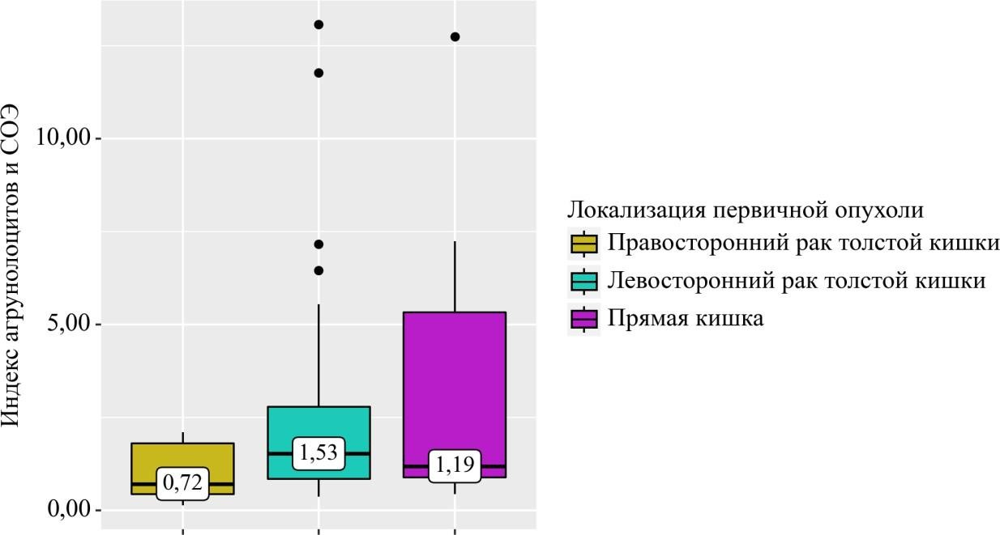 Индекс агрунолоцитов и СОЭ
10,00
5,00
0,00
0,72
1,53
1,19
Локализация первичной опухоли
Правосторонний рак толстой кишки
Левосторонний рак толстой кишки
Прямая кишка